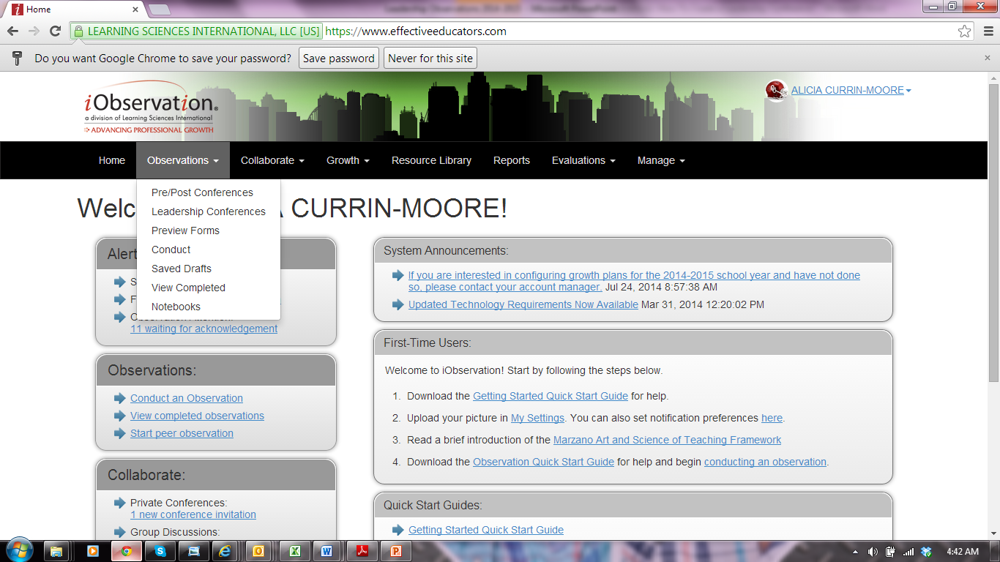 Home
LEARNING SCIENCES INTERNATIONAL, LLC [US] https://www.effectiveeducators.com
Do you want Google Chrome to save your password? Save password Never for this site
iObservation®
a division of Learning Sciences International
ADVANCING PROFESSIONAL GROWTH
ALICIA CURRIN-MOORE
Home Observations Collaborate Growth Resource Library Reports Evaluations Manage
Pre/Post Conferences
Leadership Conferences
Preview Forms
Conduct
Saved Drafts
View Completed
Notebooks
CURRIN-MOORE!
11 waiting for acknowledgement
Observations:
Conduct an Observation
View completed observations
Start peer observation
Collaborate:
Private Conferences:
1 new conference invitation
Group Discussions:
System Announcements:
If you are interested in configuring growth plans for the 2014-2015 school year and have not done
so, please contact your account manager. Jul 24, 2014 8:57:38 AM
Updated Technology Requirements Now Available Mar 31, 2014 12:20:02 PM
First-Time Users:
Welcome to iObservation! Start by following the steps below.
1. Download the Getting Started Quick Start Guide for help.
2. Upload your picture in My Settings. You can also set notification preferences here.
3. Read a brief introduction of the Marzano Art and Science of Teaching Framework
4. Download the Observation Quick Start Guide for help and begin conducting an observation.
Quick Start Guides:
Getting Started Quick Start Guide
4:42 AM